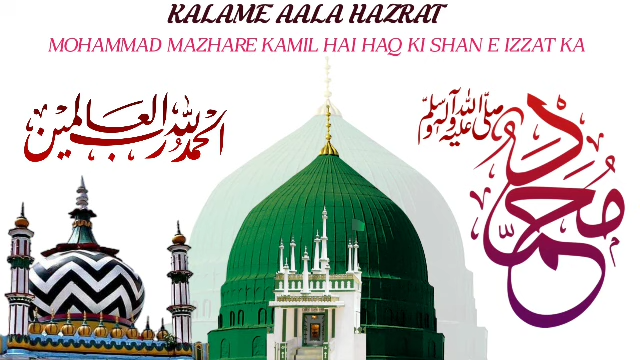 KALAME AALA HAZRAT
MOHAMMAD MAZHARE KAMIL HAI HAQ KI SHAN E IZZAT KA
الحمد لله رب العالمين
صلى الله عليه وآله وسلم
محمد